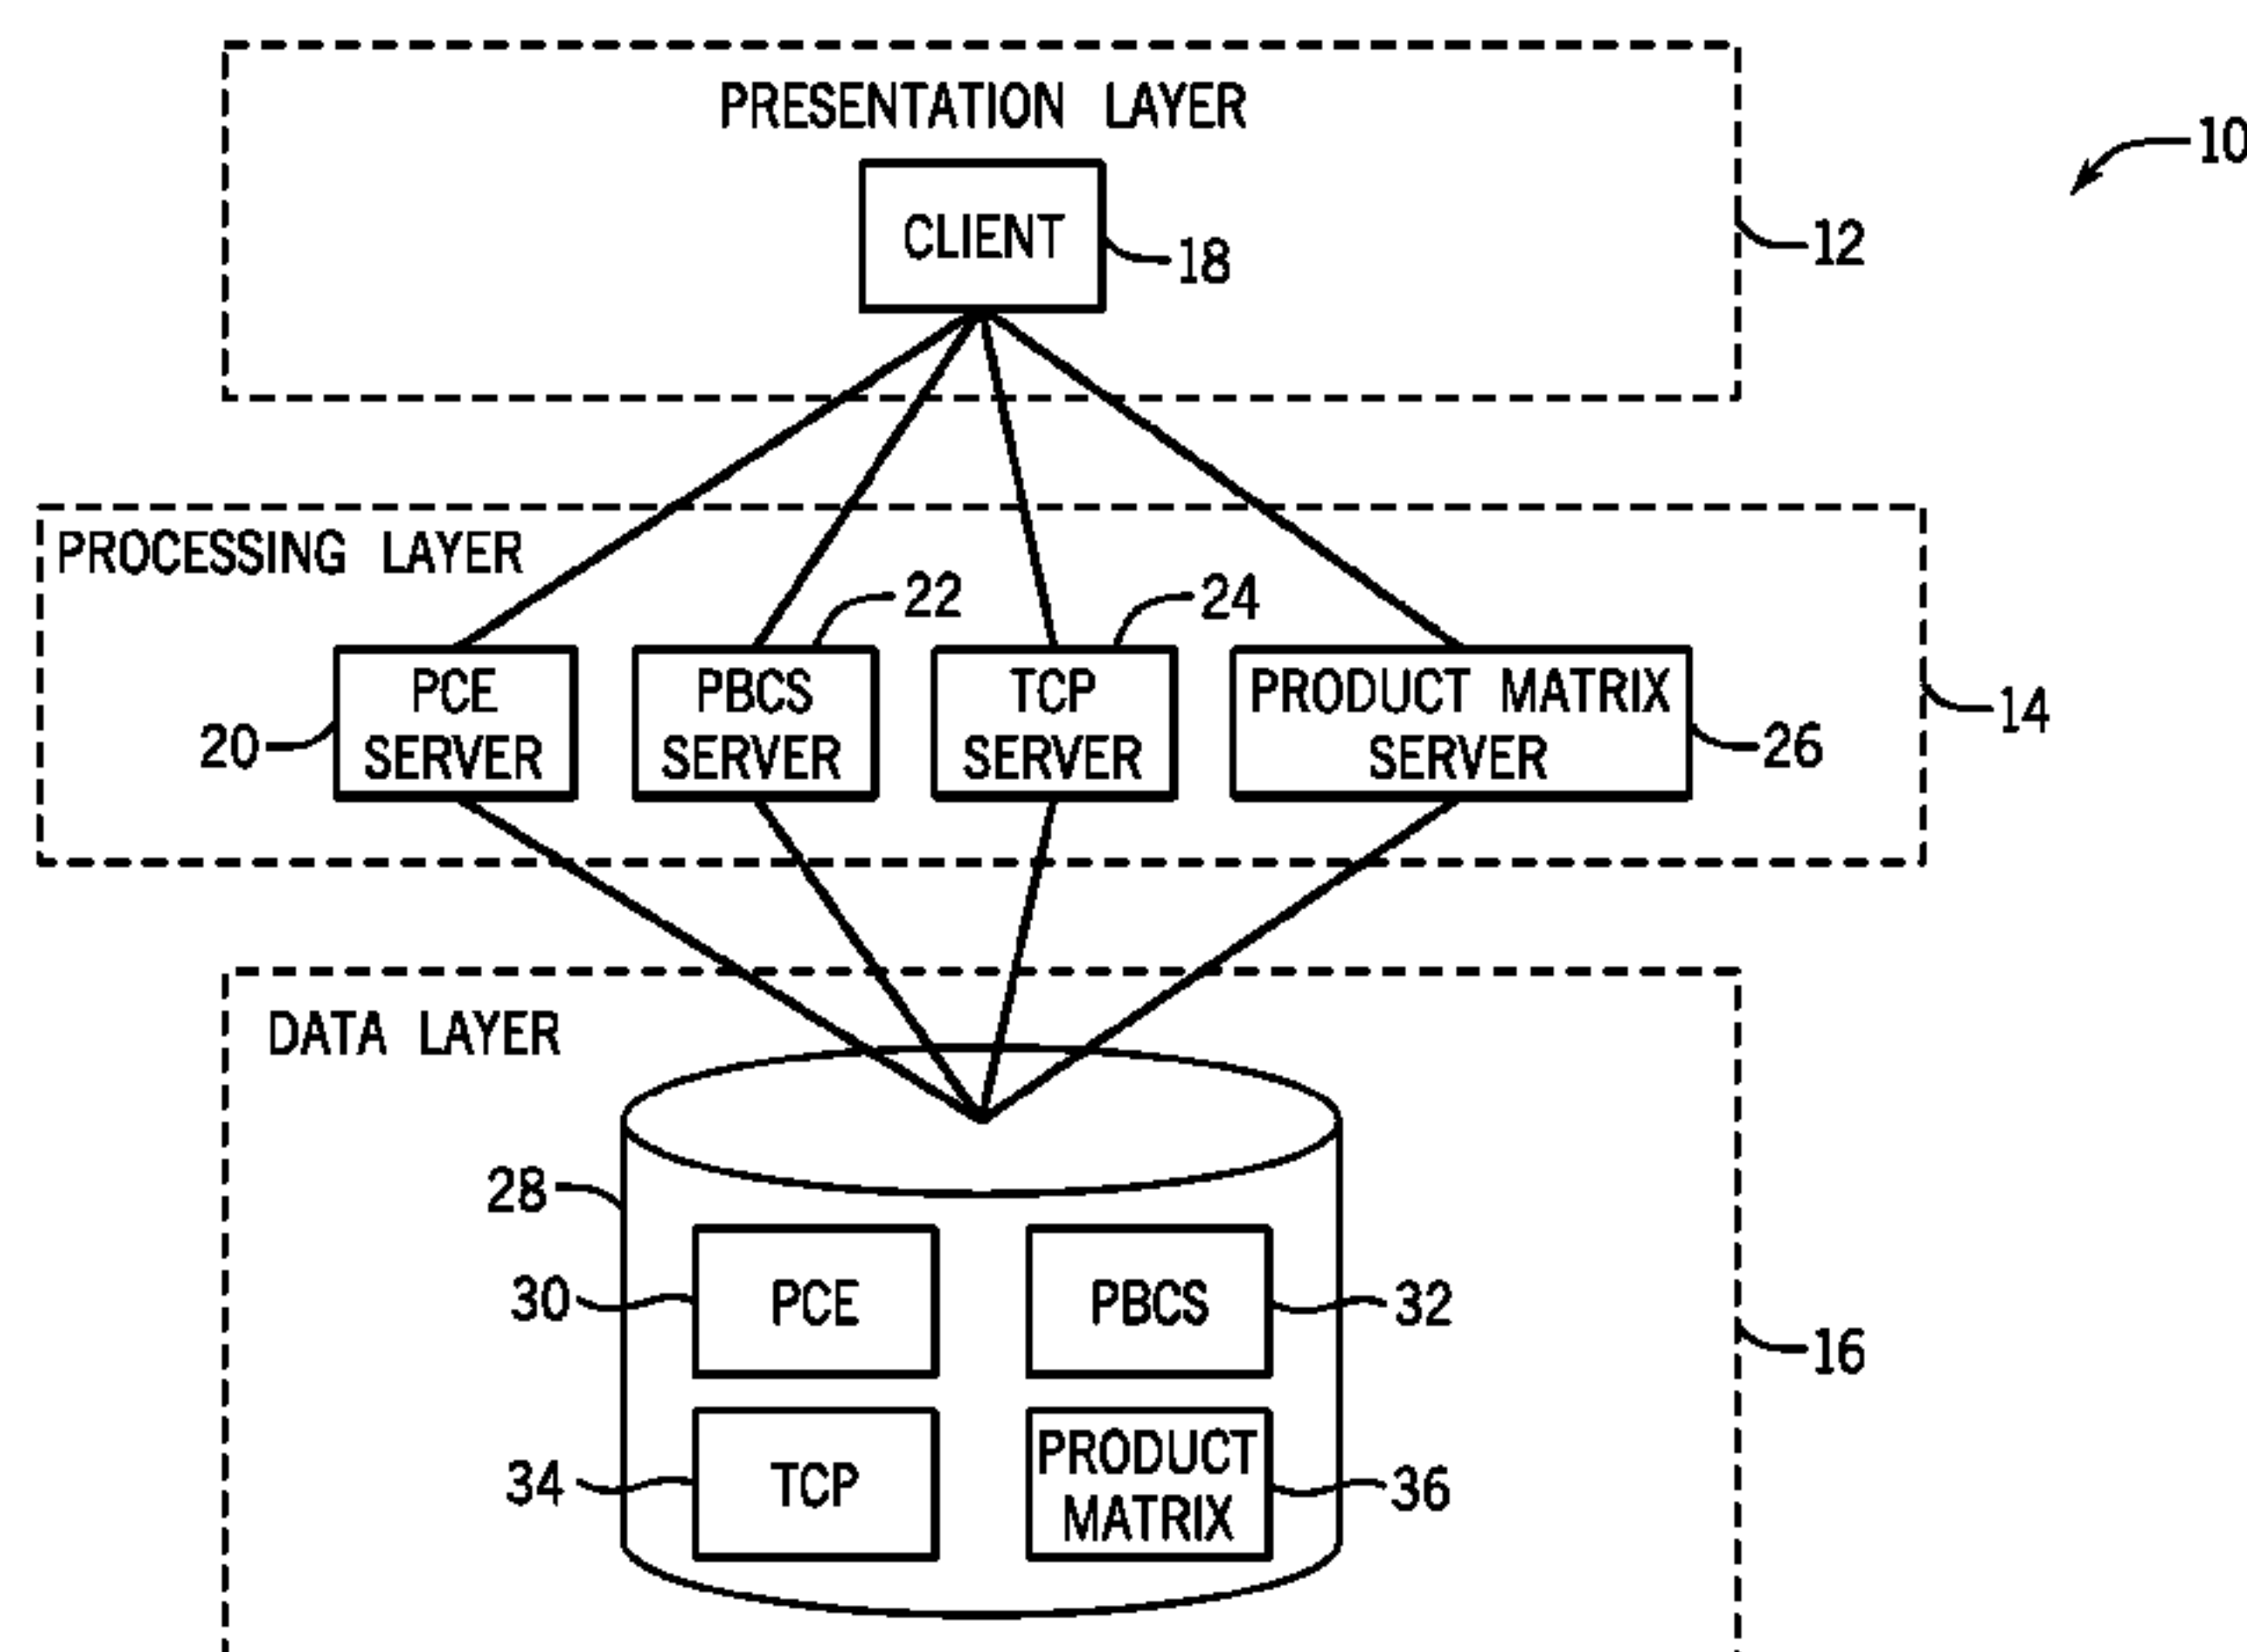 PRESENTATION LAYER
10
CLIENT
12
18
PROCESSING LAYER
22
24
PCE
SERVER
PBCS
SERVER
TCP
SERVER
PRODUCT MATRIX
SERVER
20
26
14
DATA LAYER
28
30
PCE
PBCS
32
16
34
TCP
PRODUCT
MATRIX
36